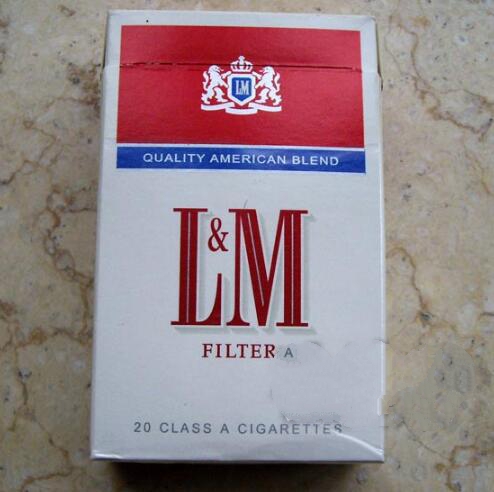 LM
QUALITY AMERICAN BLEND
L&M
FILTER A
20 CLASS A CIGARETTES